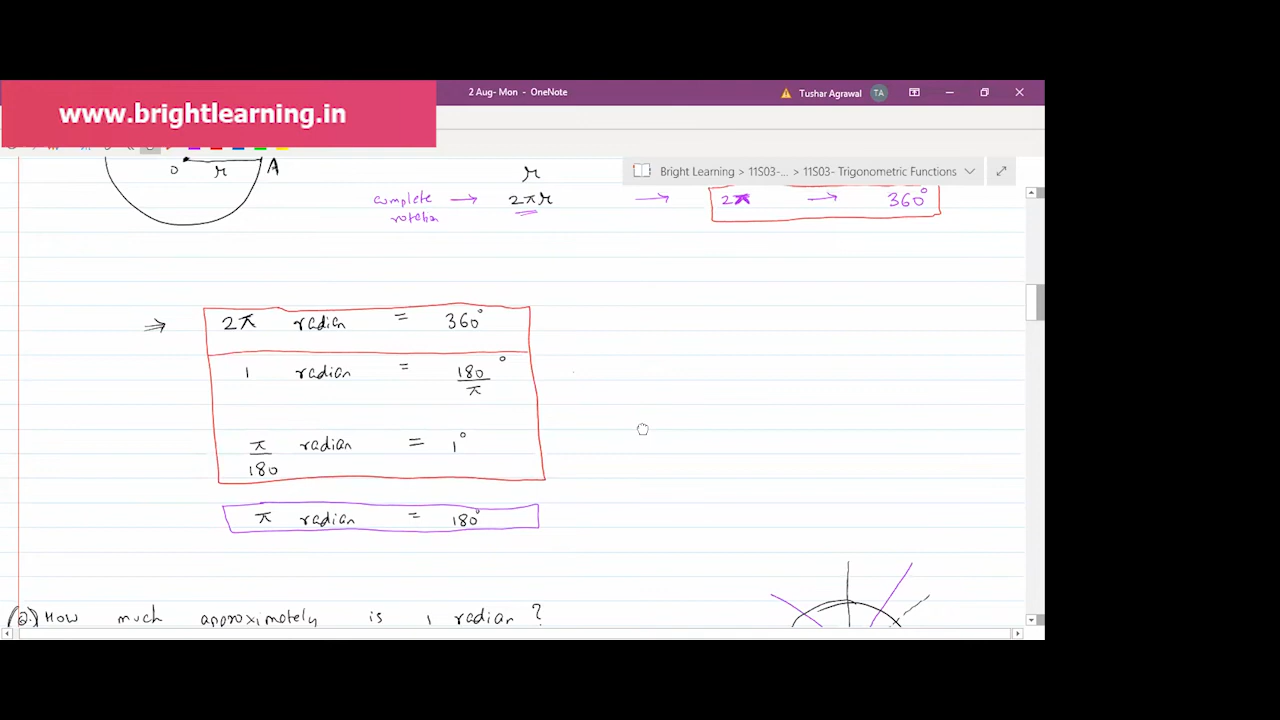 www.brightlearning.in
2 Aug- Mon - OneNote
Tushar Agrawal TA
Bright Learning > 11S03-... > 11S03- Trigonometric Functions
O r A
r
complete rotation → 2πr → 2π → 360°
⇒ 2π radian = 360°
1 radian = 180/π °
π/180 radian = 1°
π radian = 180°
(2.) How much approximately is 1 radian ?